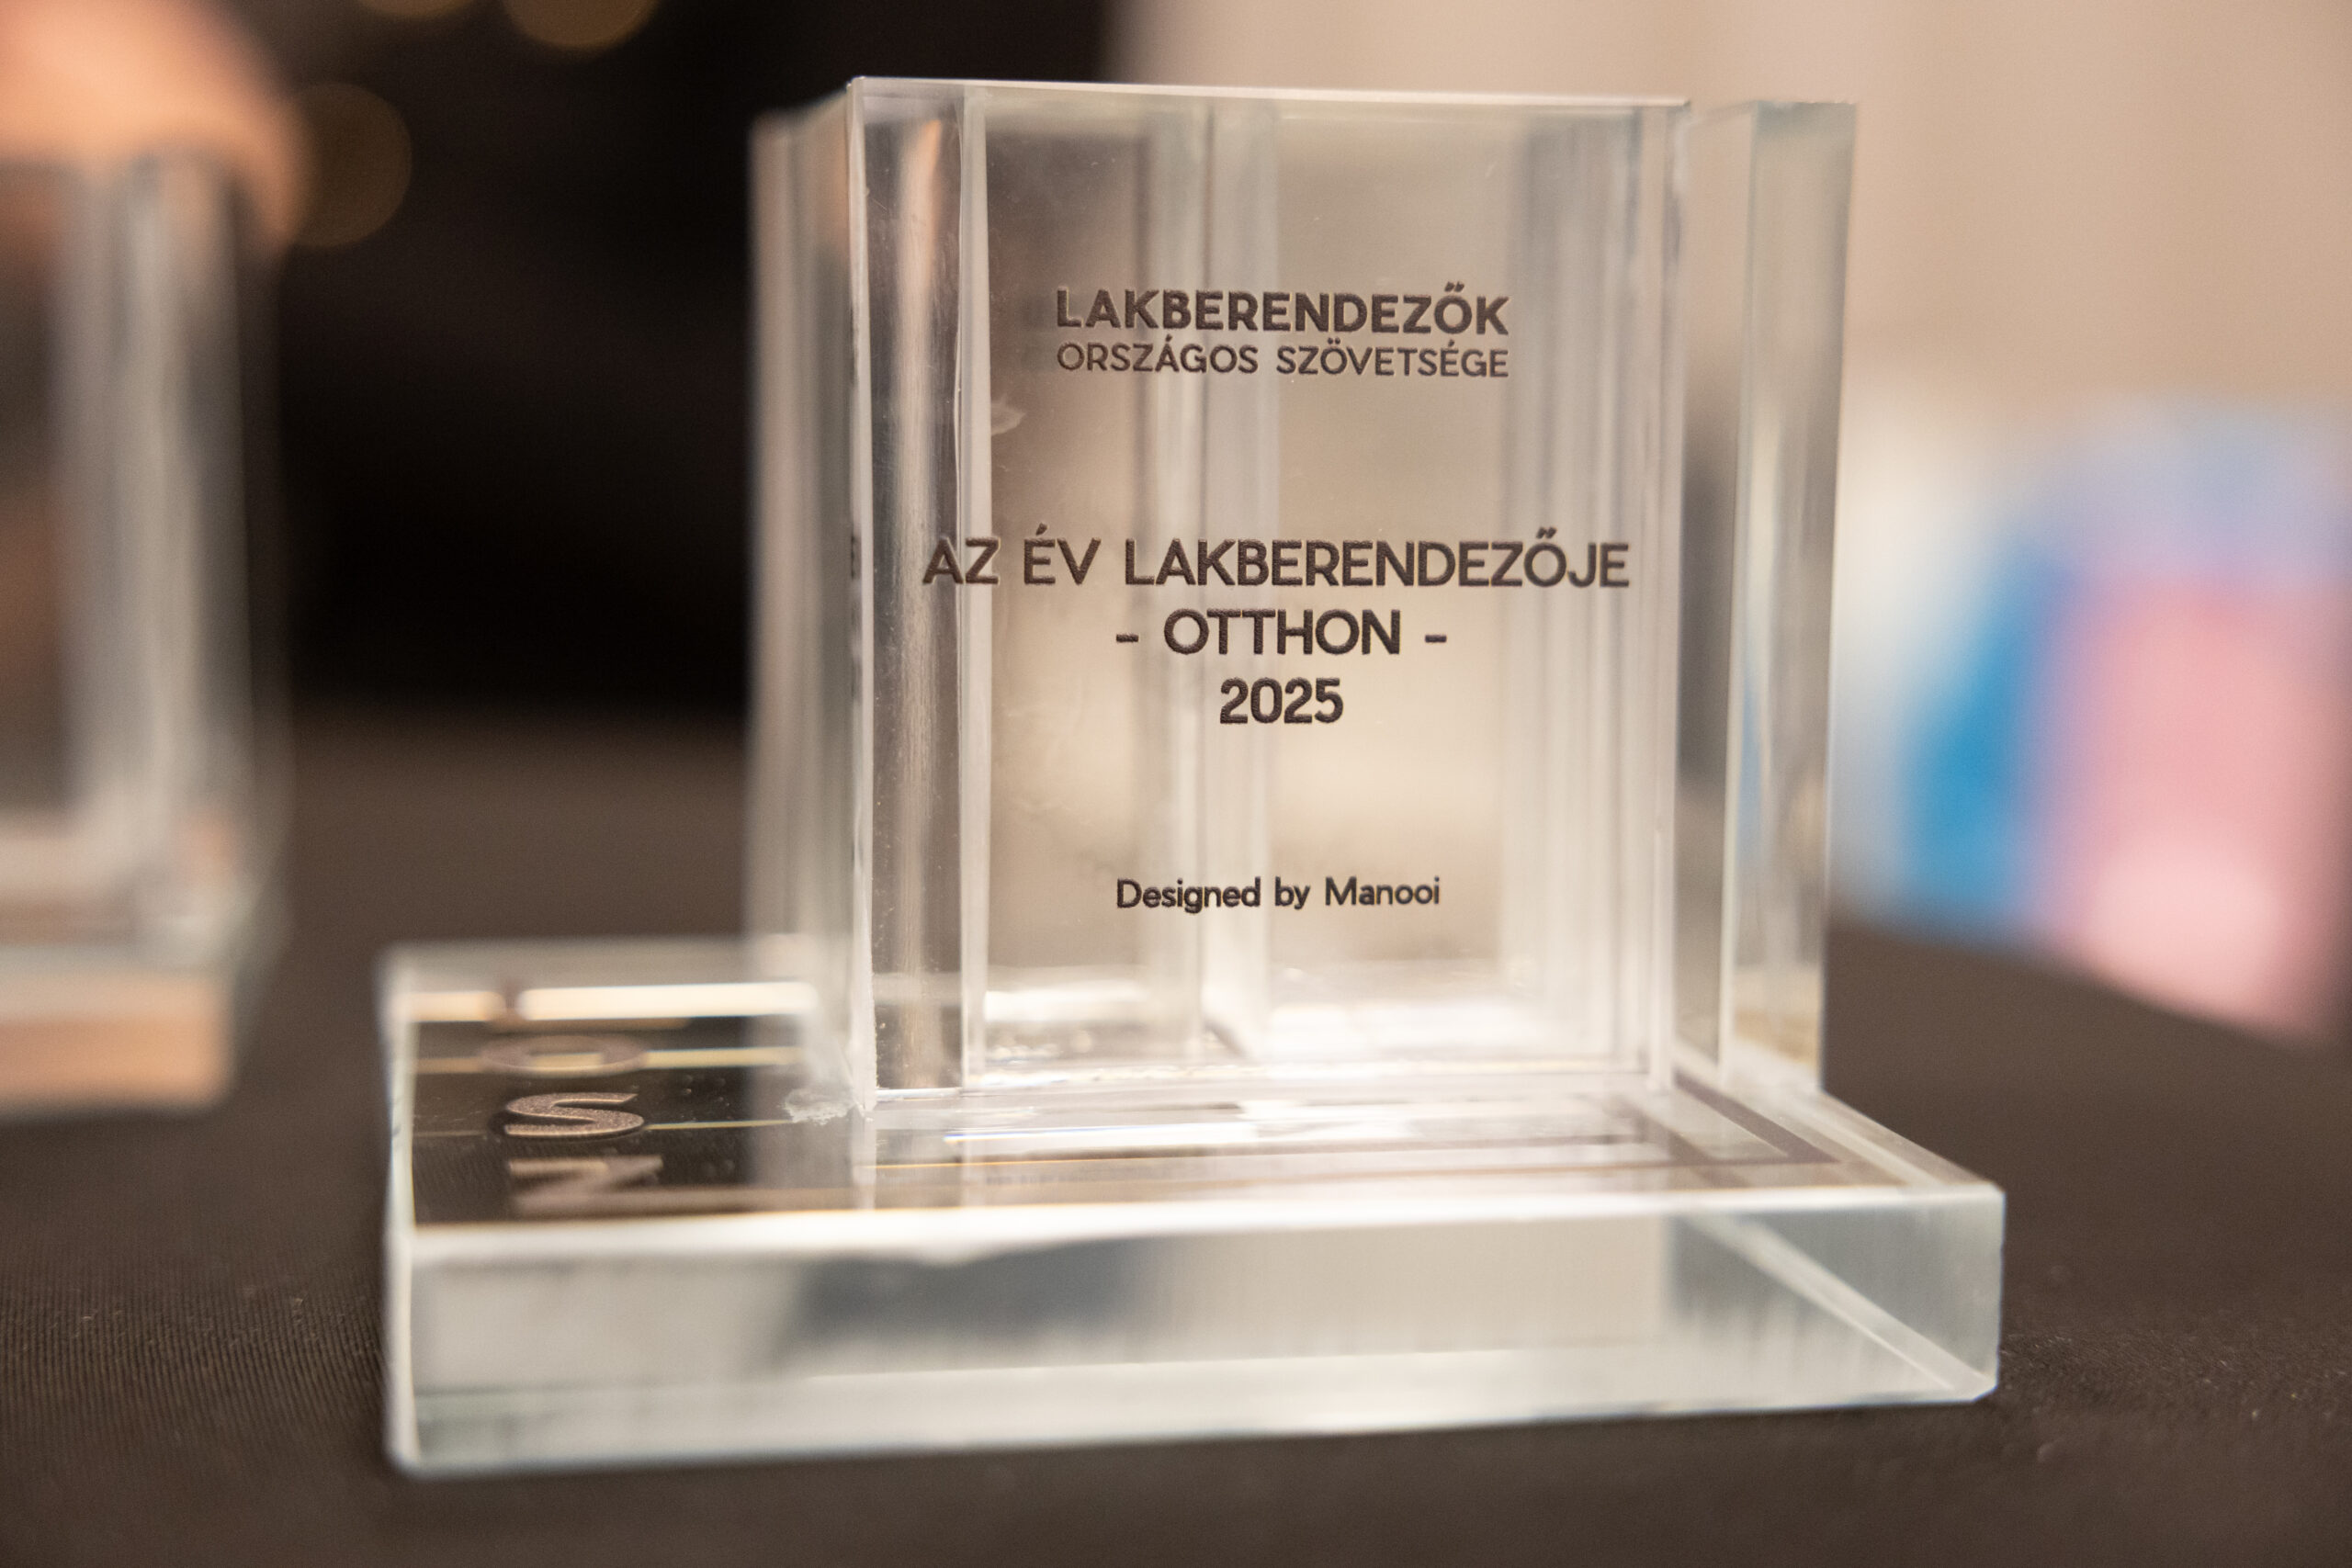 LAKBERENDEZŐK
ORSZÁGOS SZÖVETSÉGE
AZ ÉV LAKBERENDEZŐJE
- OTTHON -
2025
Designed by Manooi